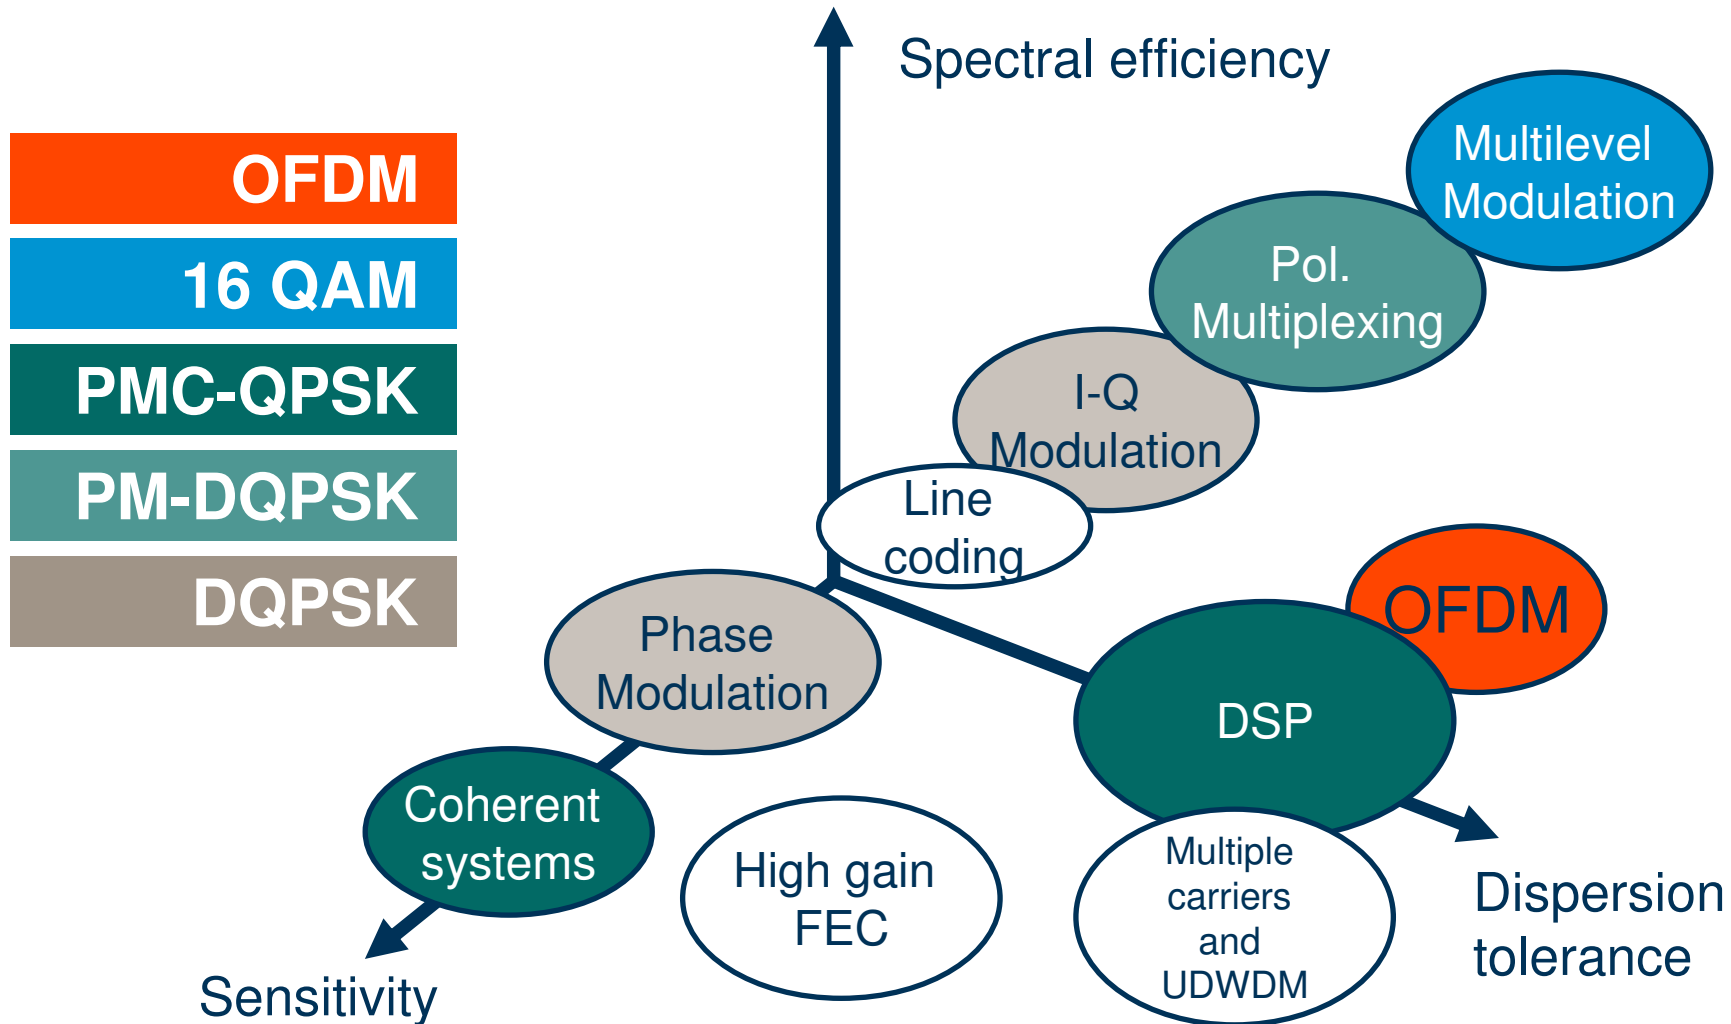 Spectral efficiency
OFDM
16 QAM
PMC-QPSK
PM-DQPSK
DQPSK
Multilevel
Modulation
Pol.
Multiplexing
I-Q
Modulation
Line
coding
OFDM
Phase
Modulation
DSP
Coherent
systems
High gain
FEC
Multiple
carriers
and
UDWDM
Dispersion
tolerance
Sensitivity